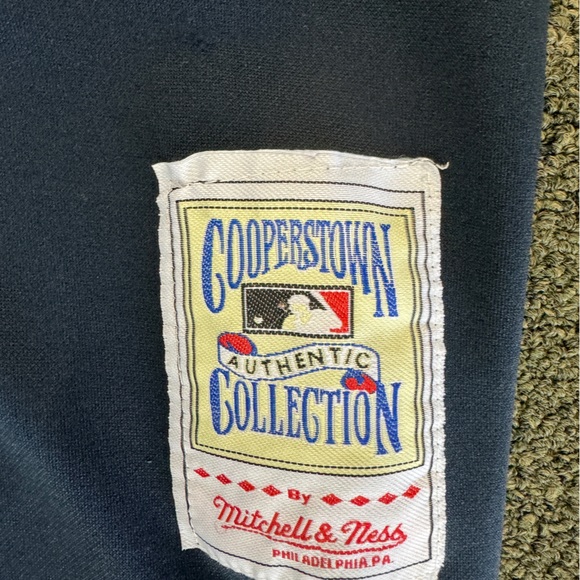 COOPERSTOWN
AUTHENTIC
COLLECTION
By
Mitchell & Ness
PHILADELPHIA, PA.